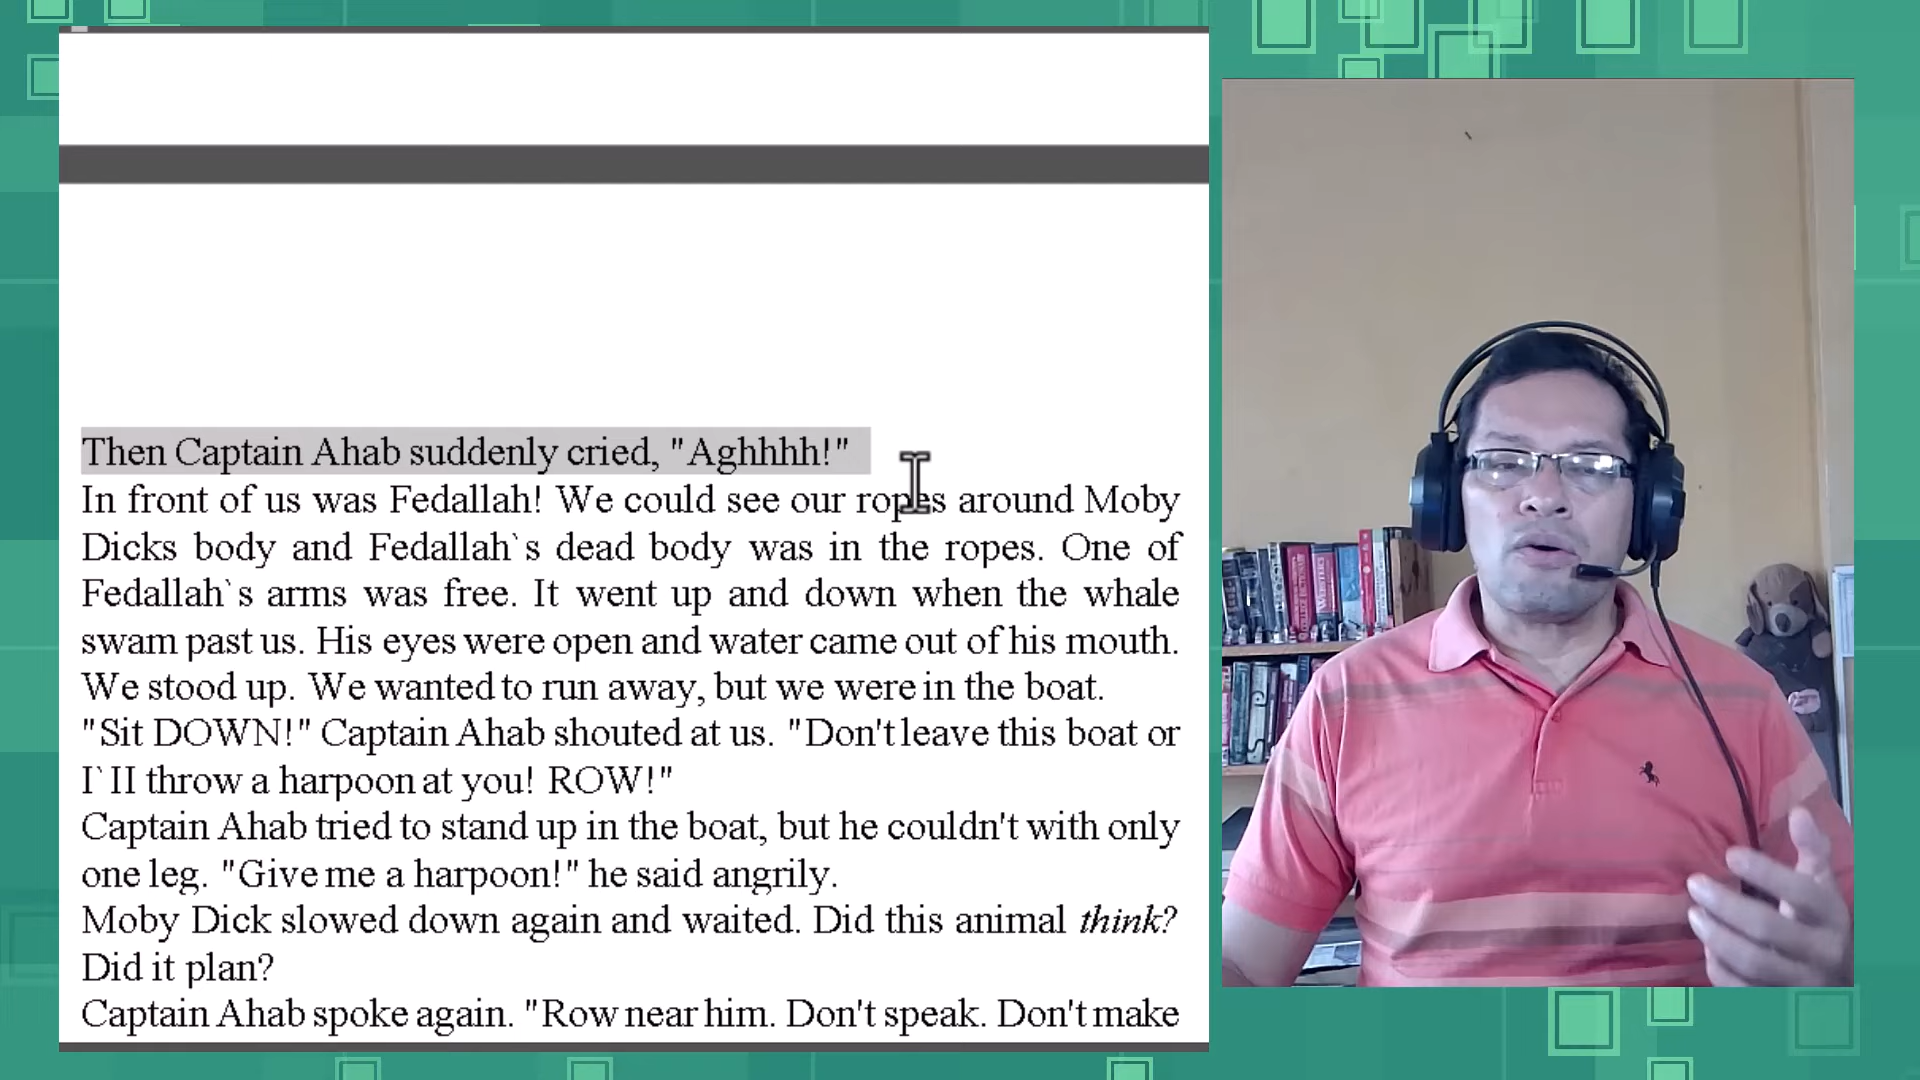 Then Captain Ahab suddenly cried, "Aghhhh!"
In front of us was Fedallah! We could see our ropes around Moby
Dicks body and Fedallah`s dead body was in the ropes. One of
Fedallah`s arms was free. It went up and down when the whale
swam past us. His eyes were open and water came out of his mouth.
We stood up. We wanted to run away, but we were in the boat.
"Sit DOWN!" Captain Ahab shouted at us. "Don't leave this boat or
I`II throw a harpoon at you! ROW!"
Captain Ahab tried to stand up in the boat, but he couldn't with only
one leg. "Give me a harpoon!" he said angrily.
Moby Dick slowed down again and waited. Did this animal think?
Did it plan?
Captain Ahab spoke again. "Row near him. Don't speak. Don't make